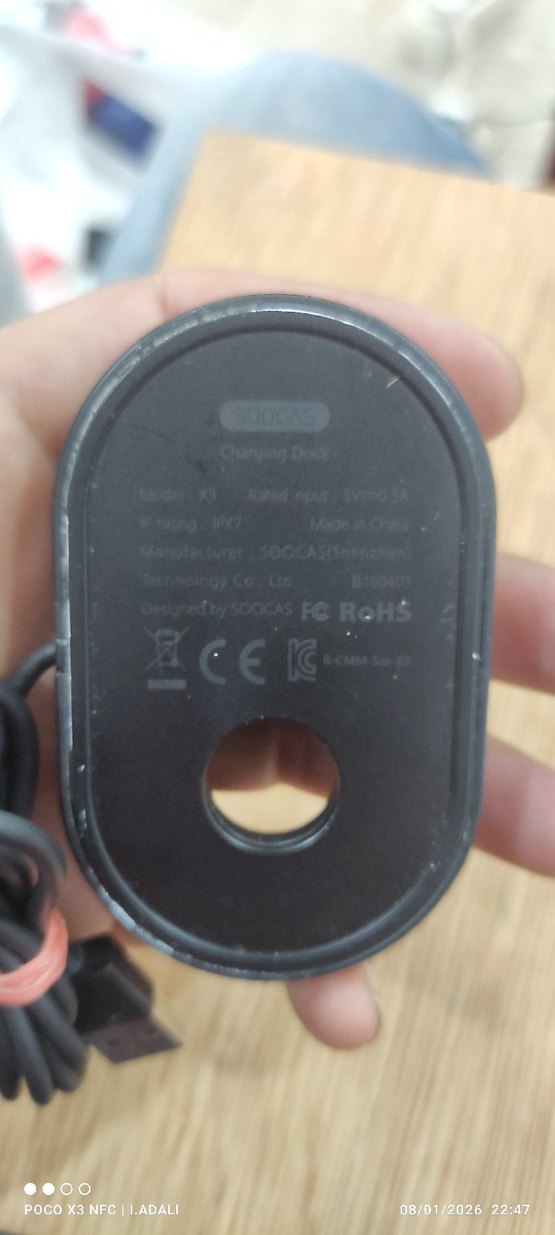 SOOCAS
Charging Dock
Model : X3 Rated input : 5V⎓0.5A
IP rating : IPX7 Made in China
Manufacturer : SOOCAS(Shenzhen)
Technology Co., Ltd B190401
Designed by SOOCAS FC RoHS
CE R-CMM-Soc-
POCO X3 NFC | I.ADALI 08/01/2026 22:47